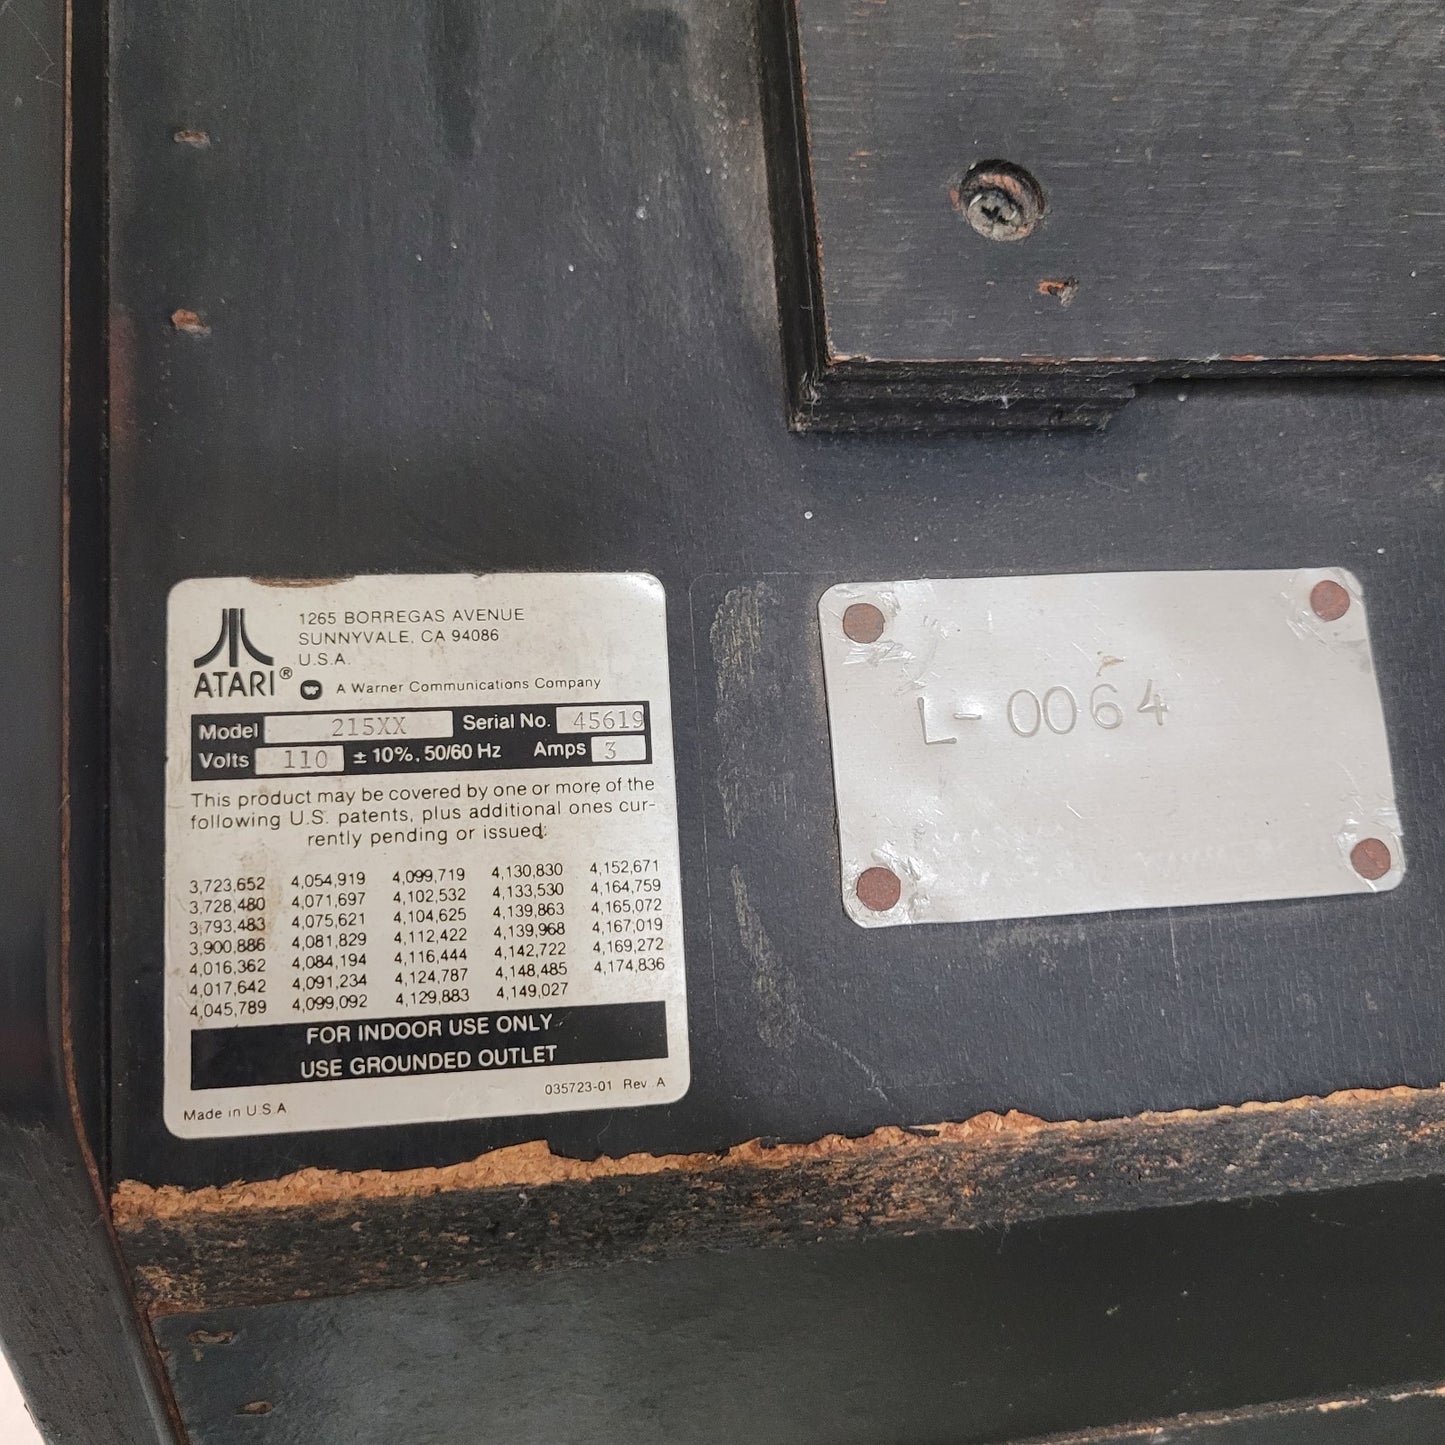 1265 BORREGAS AVENUE
SUNNYVALE, CA 94086
U.S.A.
ATARI®
A Warner Communications Company
Model 215XX Serial No. 45619
Volts 110 ± 10%, 50/60 Hz Amps 3
This product may be covered by one or more of the
following U.S. patents, plus additional ones cur-
rently pending or issued:
3,723,652 4,054,919 4,099,719 4,130,830 4,152,671
3,728,480 4,071,697 4,102,532 4,133,530 4,164,759
3,793,483 4,075,621 4,104,625 4,139,863 4,165,072
3,900,886 4,081,829 4,112,422 4,139,968 4,167,019
4,016,362 4,084,194 4,116,444 4,142,722 4,169,272
4,017,642 4,091,234 4,124,787 4,148,485 4,174,836
4,045,789 4,099,092 4,129,883 4,149,027
FOR INDOOR USE ONLY
USE GROUNDED OUTLET
035723-01 Rev. A
Made in U.S.A.
L-0064